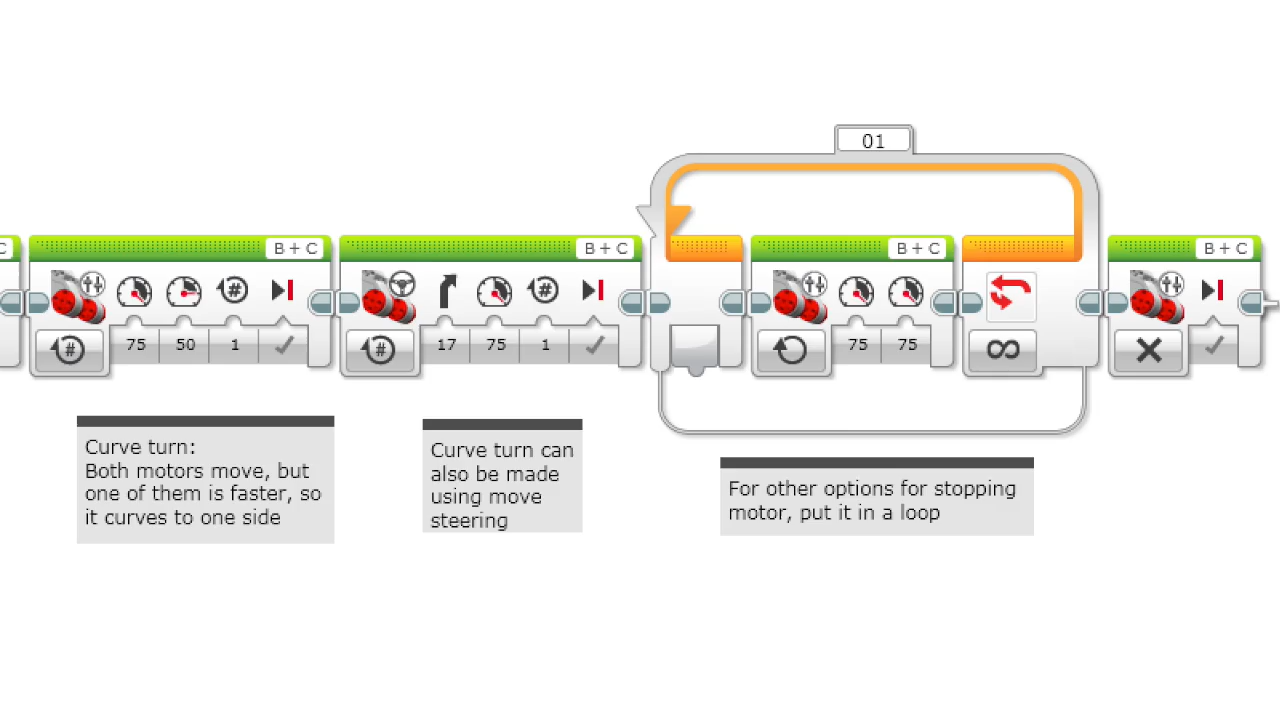 01
C
B + C
B + C
B + C
B + C
#
#
75 50 1
#
17 75 1
#
75 75
Curve turn:
Both motors move, but
one of them is faster, so
it curves to one side
Curve turn can
also be made
using move
steering
For other options for stopping
motor, put it in a loop